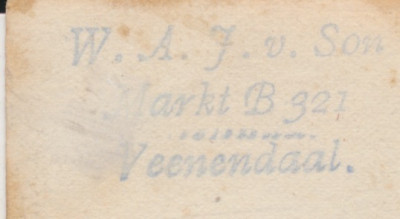 W. A. J. v. Son
Markt B 321
Veenendaal.